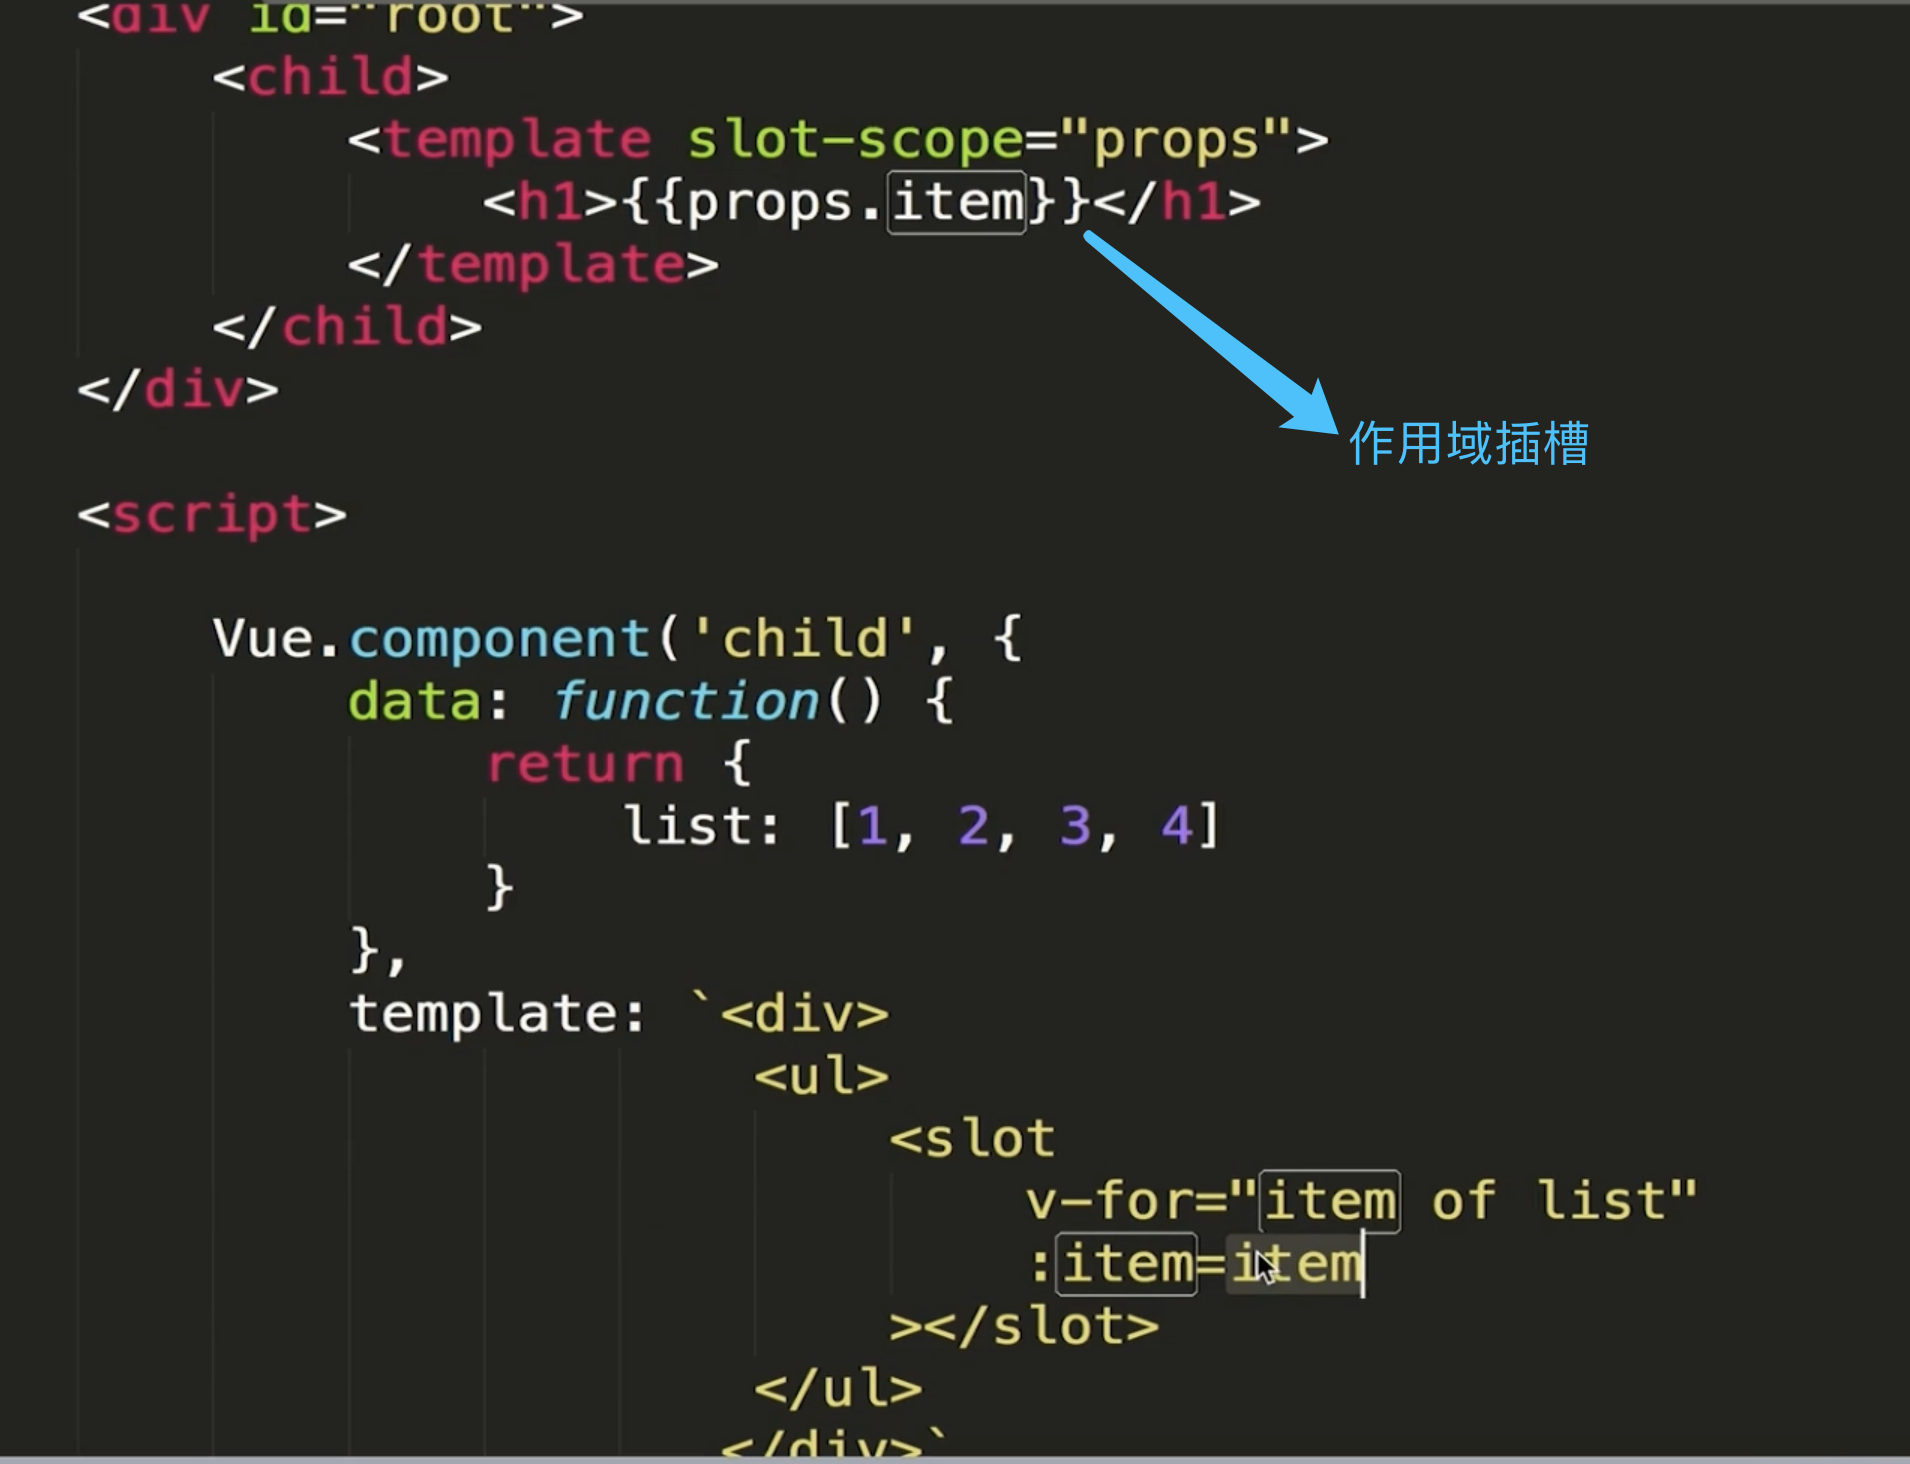 <div id="root">
<child>
<template slot-scope="props">
<h1>{{props.item}}</h1>
</template>
</child>
</div>
作用域插槽
<script>
Vue.component('child', {
data: function() {
return {
list: [1, 2, 3, 4]
}
},
template: `<div>
<ul>
<slot
v-for="item of list"
:item=item
></slot>
</ul>
</div>`